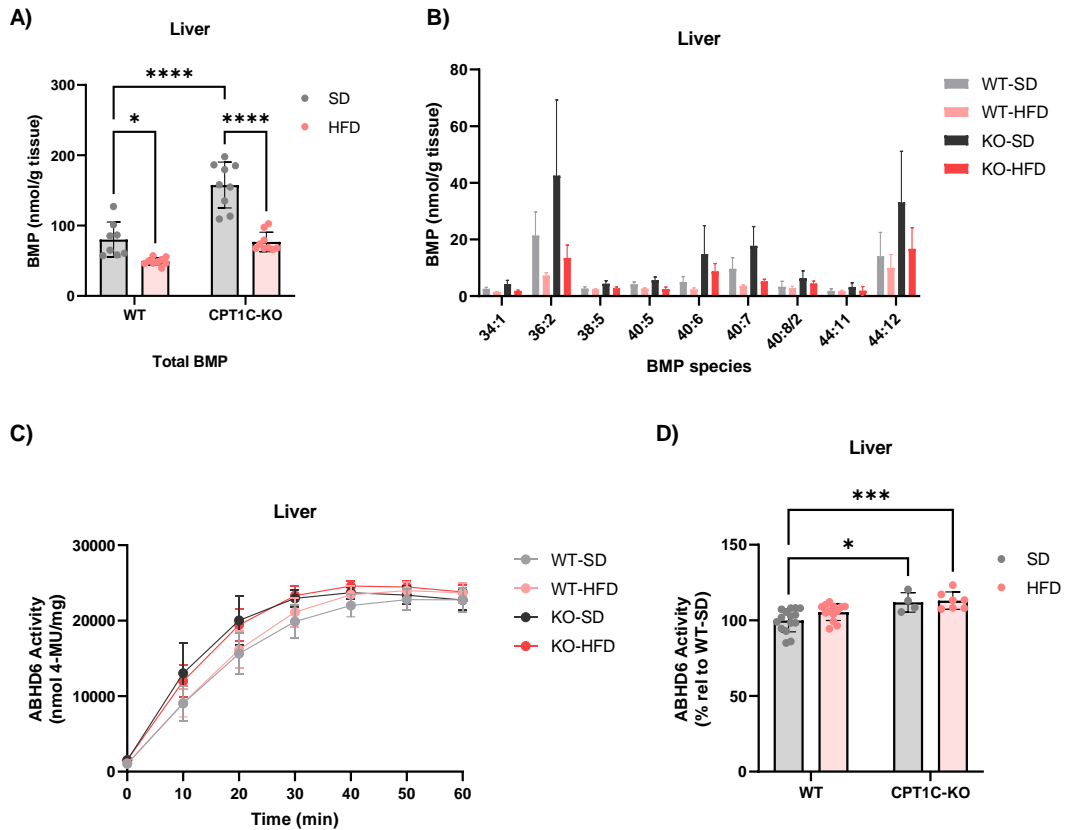 A)
Liver
BMP (nmol/g tissue)
300
200
100
0
****
*
****
SD
HFD
WT
CPT1C-KO
Total BMP
B)
Liver
BMP (nmol/g tissue)
80
60
40
20
0
WT-SD
WT-HFD
KO-SD
KO-HFD
34:1
36:2
38:5
40:5
40:6
40:7
40:8/2
44:11
44:12
BMP species
C)
Liver
ABHD6 Activity
(nmol 4-MU/mg)
30000
20000
10000
0
0
10
20
30
40
50
60
Time (min)
WT-SD
WT-HFD
KO-SD
KO-HFD
D)
Liver
ABHD6 Activity
(% rel to WT-SD)
150
100
50
0
***
*
SD
HFD
WT
CPT1C-KO